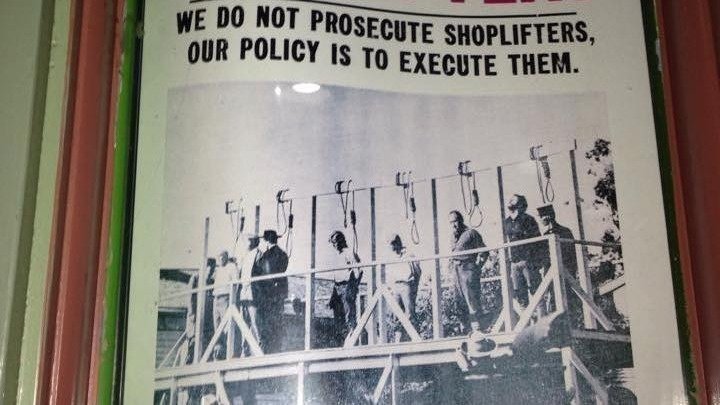 WE DO NOT PROSECUTE SHOPLIFTERS,
OUR POLICY IS TO EXECUTE THEM.